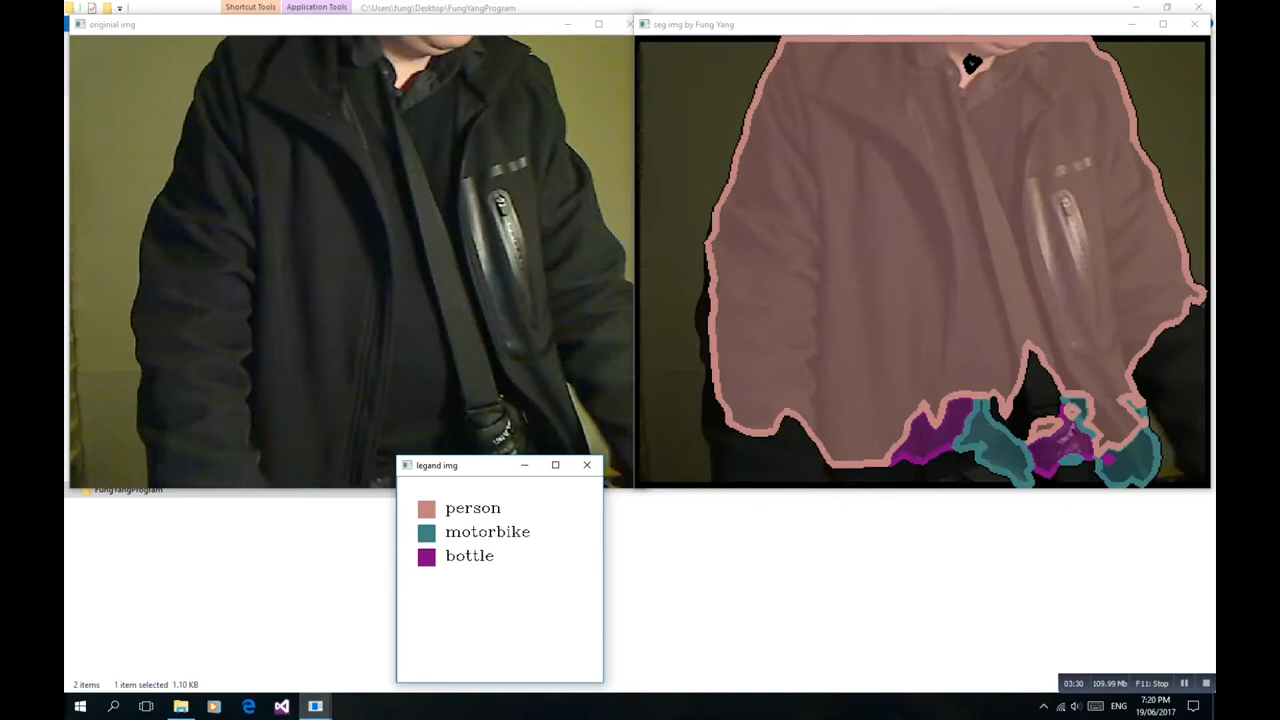 Shortcut Tools
Application Tools
C:\Users\fung\Desktop\FungYangProgram
originial img
seg img by Fung Yang
FungYangProgram
legand img
person
motorbike
bottle
2 items
1 item selected 1.10 KB
03:30
109.99 Mb
F11: Stop
ENG
7:20 PM
19/06/2017